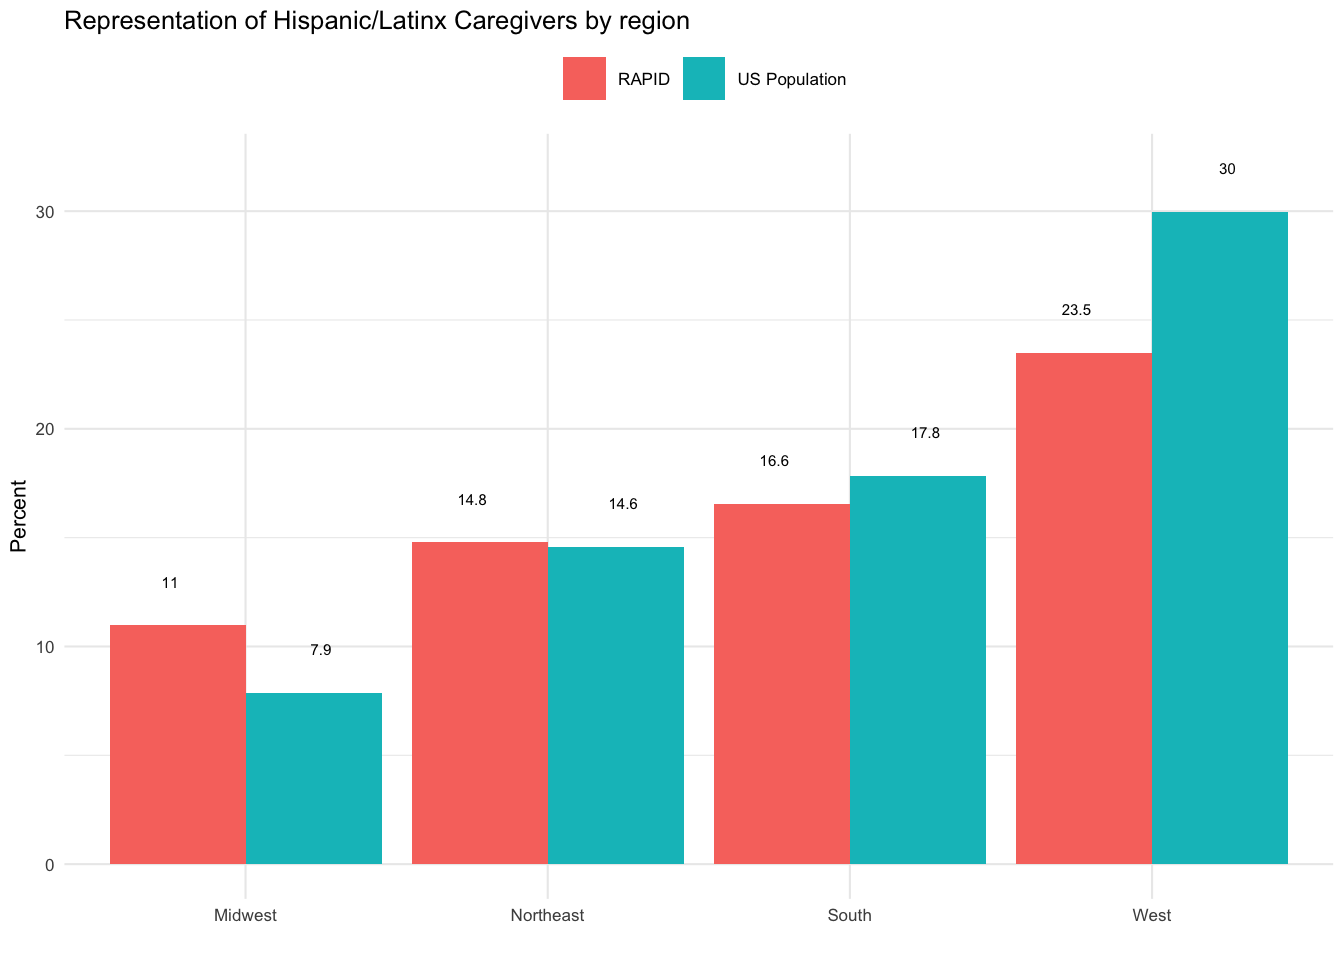 Representation of Hispanic/Latinx Caregivers by region
RAPID
US Population
30
30
23.5
20
17.8
16.6
14.8
14.6
Percent
11
10
7.9
0
Midwest
Northeast
South
West